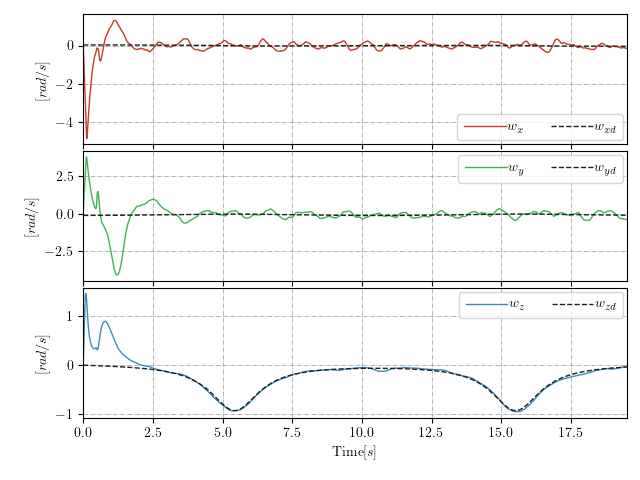 0
−2
−4
[rad/s]
w_x w_xd
2.5
0.0
−2.5
[rad/s]
w_y w_yd
1
0
−1
[rad/s]
w_z w_zd
0.0 2.5 5.0 7.5 10.0 12.5 15.0 17.5
Time[s]